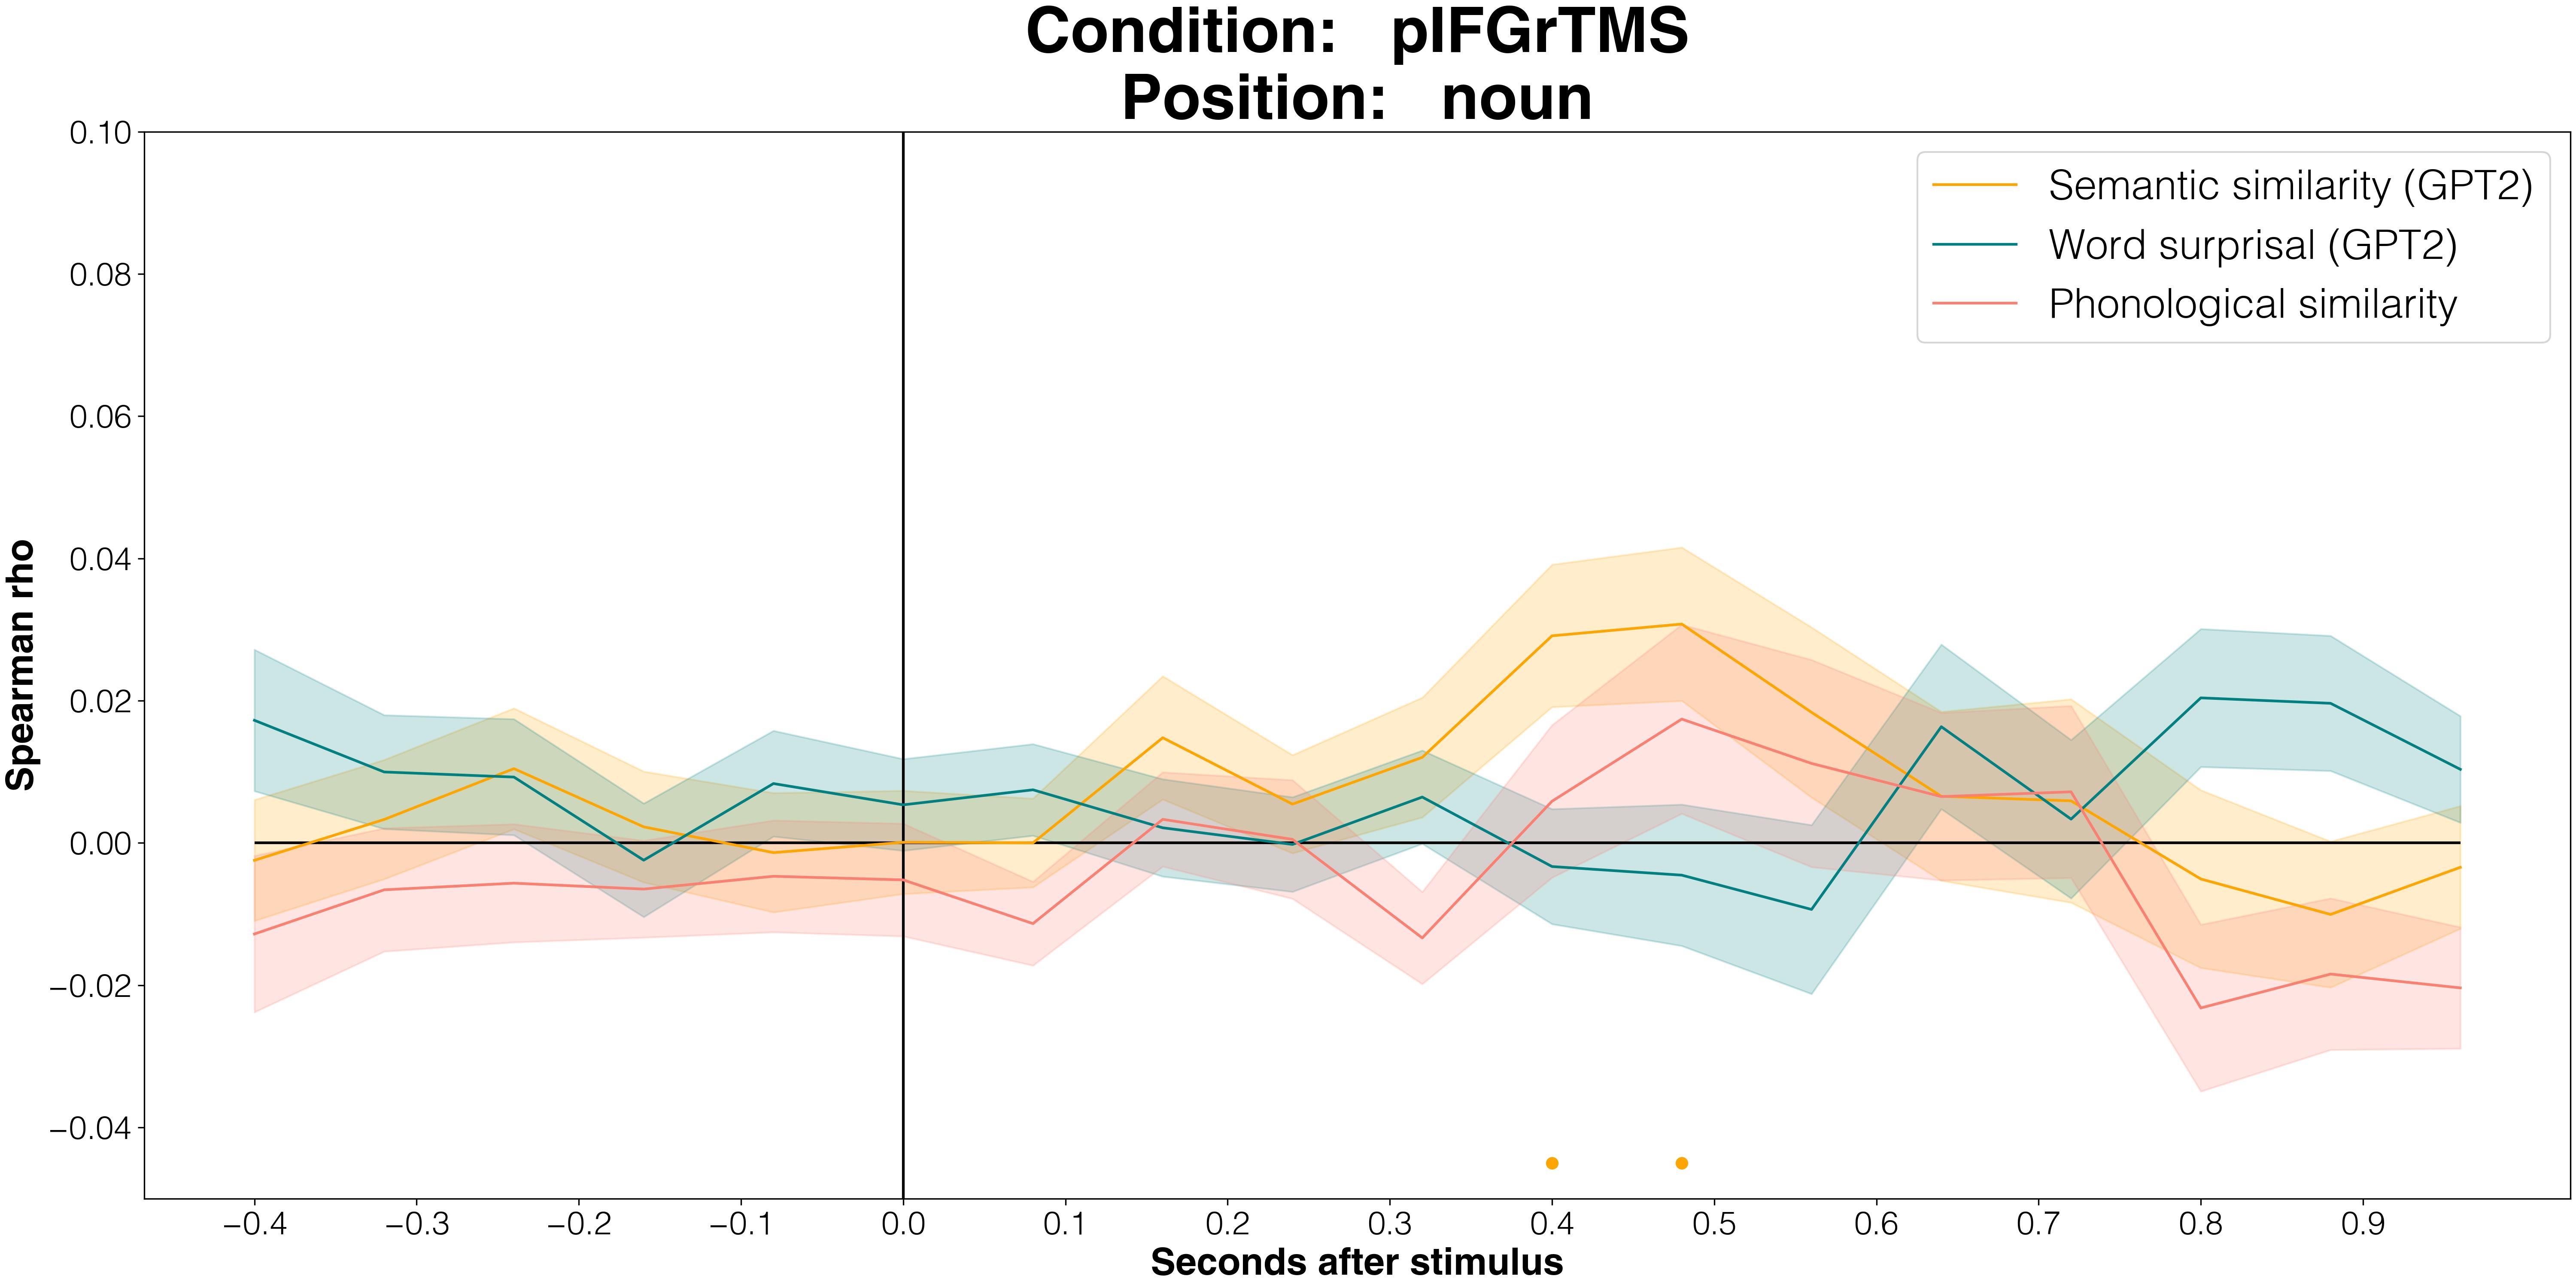 Condition: pIFGrTMS
Position: noun
0.10
0.08
0.06
0.04
0.02
0.00
−0.02
−0.04
Spearman rho
Semantic similarity (GPT2)
Word surprisal (GPT2)
Phonological similarity
−0.4 −0.3 −0.2 −0.1 0.0 0.1 0.2 0.3 0.4 0.5 0.6 0.7 0.8 0.9
Seconds after stimulus